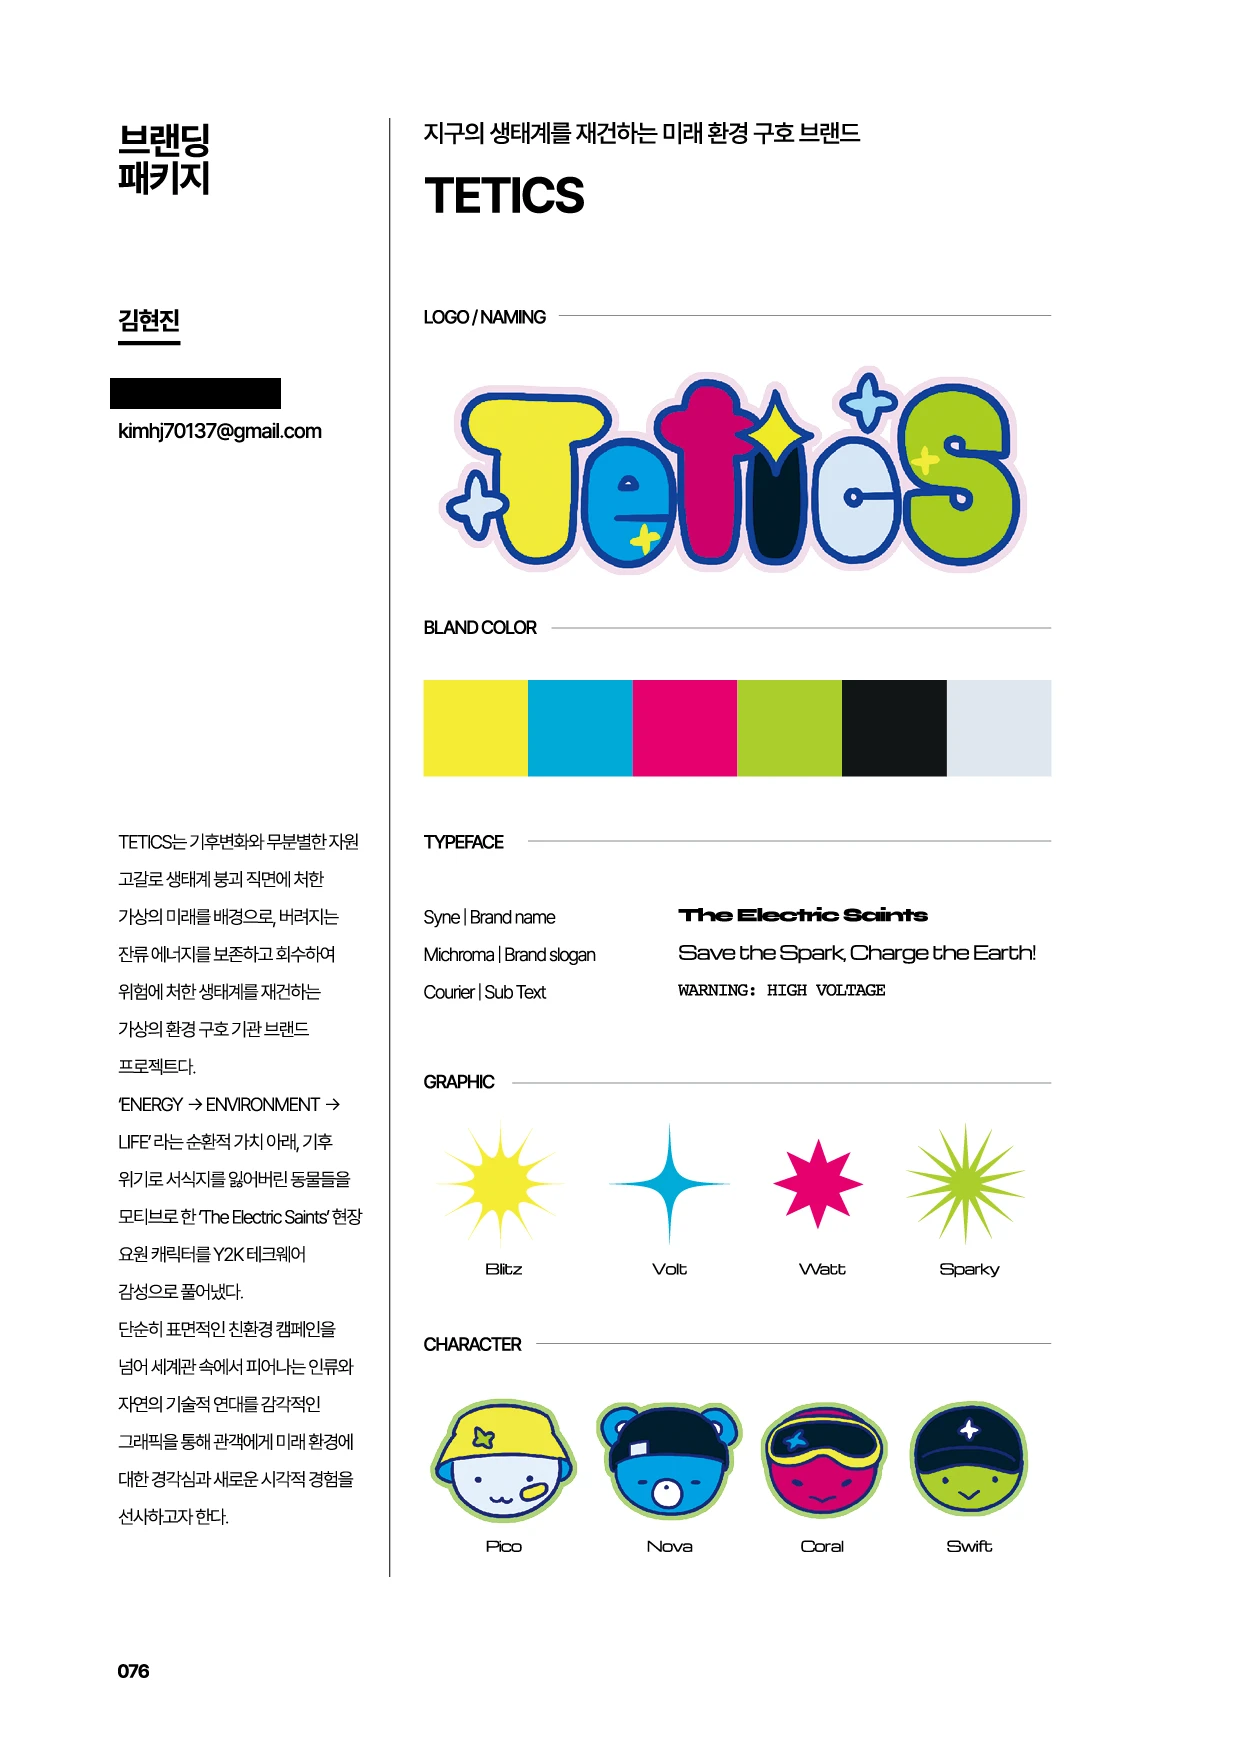 브랜딩
패키지
김현진
kimhj70137@gmail.com
TETICS는 기후변화와 무분별한 자원
고갈로 생태계 붕괴 직면에 처한
가상의 미래를 배경으로, 버려지는
잔류 에너지를 보존하고 회수하여
위험에 처한 생태계를 재건하는
가상의 환경 구호 기관 브랜드
프로젝트다.
‘ENERGY → ENVIRONMENT →
LIFE’ 라는 순환적 가치 아래, 기후
위기로 서식지를 잃어버린 동물들을
모티브로 한 ‘The Electric Saints’ 현장
요원 캐릭터를 Y2K 테크웨어
감성으로 풀어냈다.
단순히 표면적인 친환경 캠페인을
넘어 세계관 속에서 피어나는 인류와
자연의 기술적 연대를 감각적인
그래픽을 통해 관객에게 미래 환경에
대한 경각심과 새로운 시각적 경험을
선사하고자 한다.
076
지구의 생태계를 재건하는 미래 환경 구호 브랜드
TETICS
LOGO / NAMING
Tetics
BLAND COLOR
TYPEFACE
Syne | Brand name
The Electric Saints
Michroma | Brand slogan
Save the Spark, Charge the Earth!
Courier | Sub Text
WARNING: HIGH VOLTAGE
GRAPHIC
Blitz
Volt
Watt
Sparky
CHARACTER
Pico
Nova
Coral
Swift